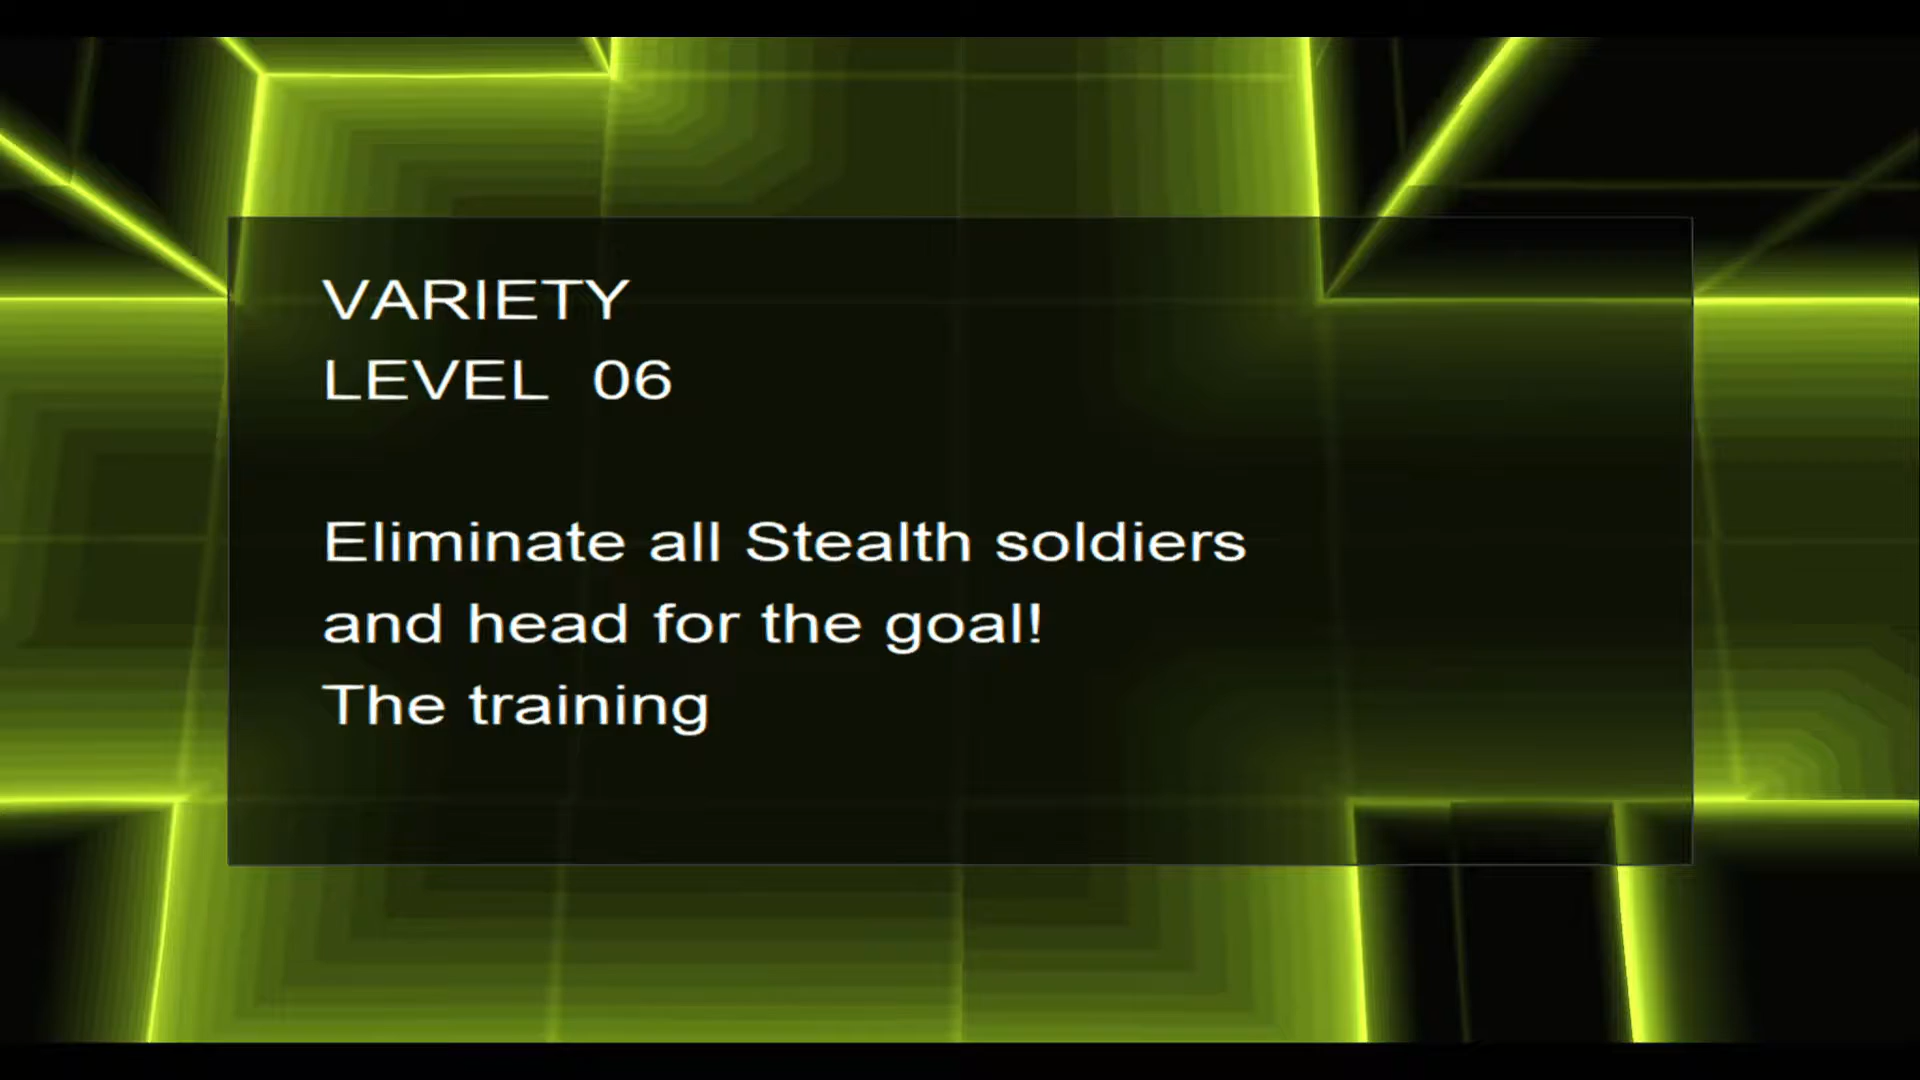 VARIETY
LEVEL 06
Eliminate all Stealth soldiers
and head for the goal!
The training